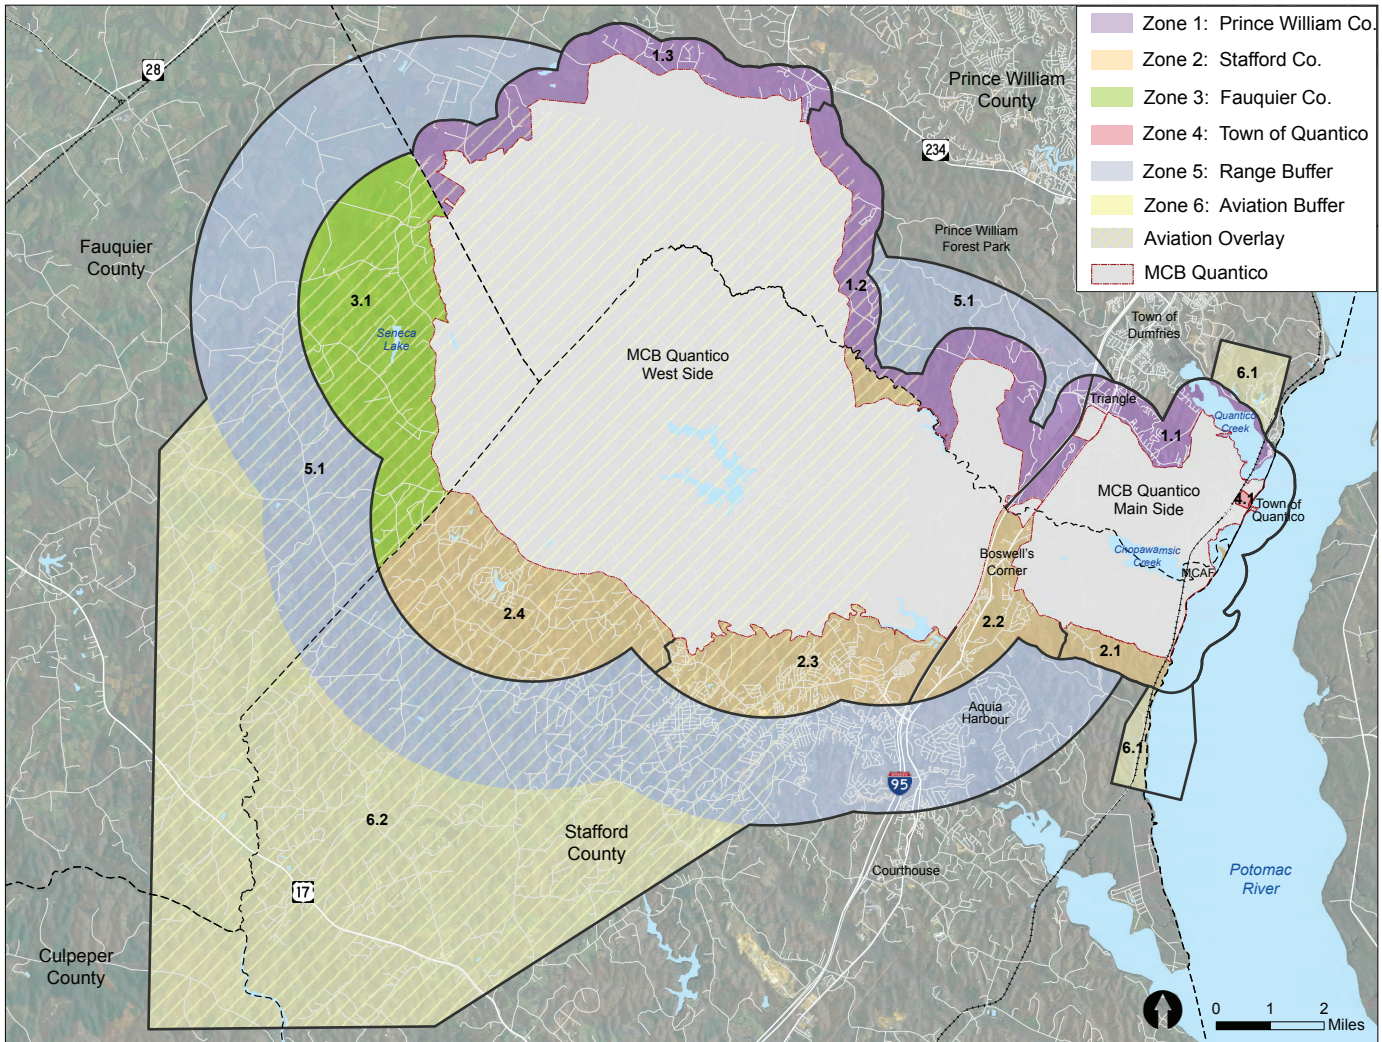 Zone 1: Prince William Co.
Zone 2: Stafford Co.
Zone 3: Fauquier Co.
Zone 4: Town of Quantico
Zone 5: Range Buffer
Zone 6: Aviation Buffer
Aviation Overlay
MCB Quantico
28
1.3
Prince William
County
234
Fauquier
County
Prince William
Forest Park
3.1
1.2
5.1
Seneca
Lake
Town of
Dumfries
MCB Quantico
West Side
6.1
Triangle
Quantico
Creek
1.1
5.1
MCB Quantico
Main Side
4.1
Town of
Quantico
Boswell's
Corner
Chopawamsic
Creek
MCAF
2.4
2.2
2.3
2.1
Aquia
Harbour
6.1
95
6.2
Stafford
County
17
Courthouse
Potomac
River
Culpeper
County
0 1 2
Miles